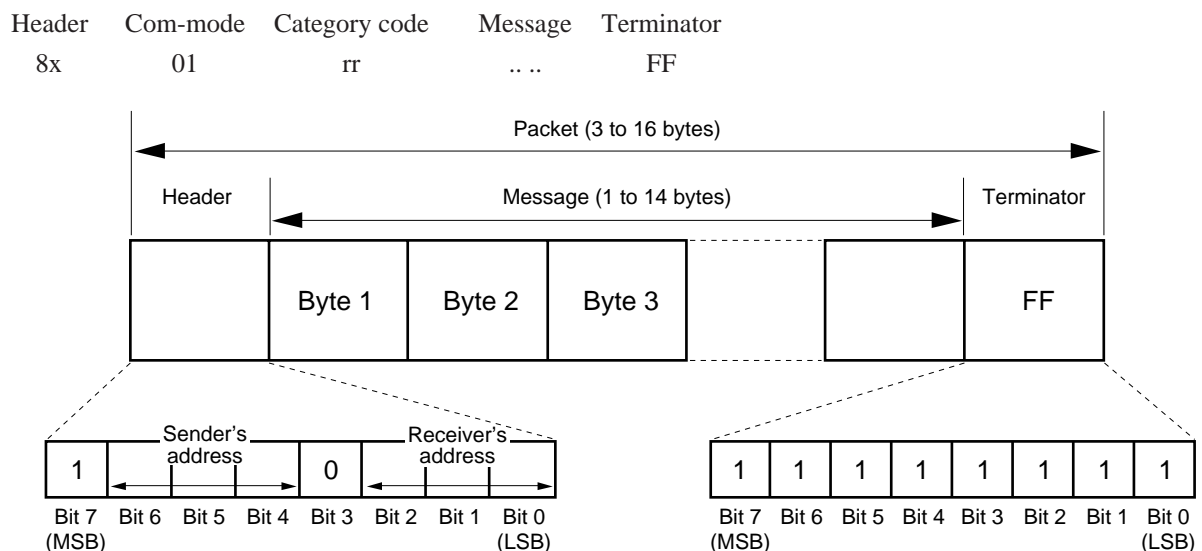 Header Com-mode Category code Message Terminator
8x 01 rr .. .. FF
Packet (3 to 16 bytes)
Header Message (1 to 14 bytes) Terminator
Byte 1 Byte 2 Byte 3 FF
Sender's address Receiver's address
1 0 1 1 1 1 1 1 1 1
Bit 7 Bit 6 Bit 5 Bit 4 Bit 3 Bit 2 Bit 1 Bit 0 Bit 7 Bit 6 Bit 5 Bit 4 Bit 3 Bit 2 Bit 1 Bit 0
(MSB) (LSB) (MSB) (LSB)